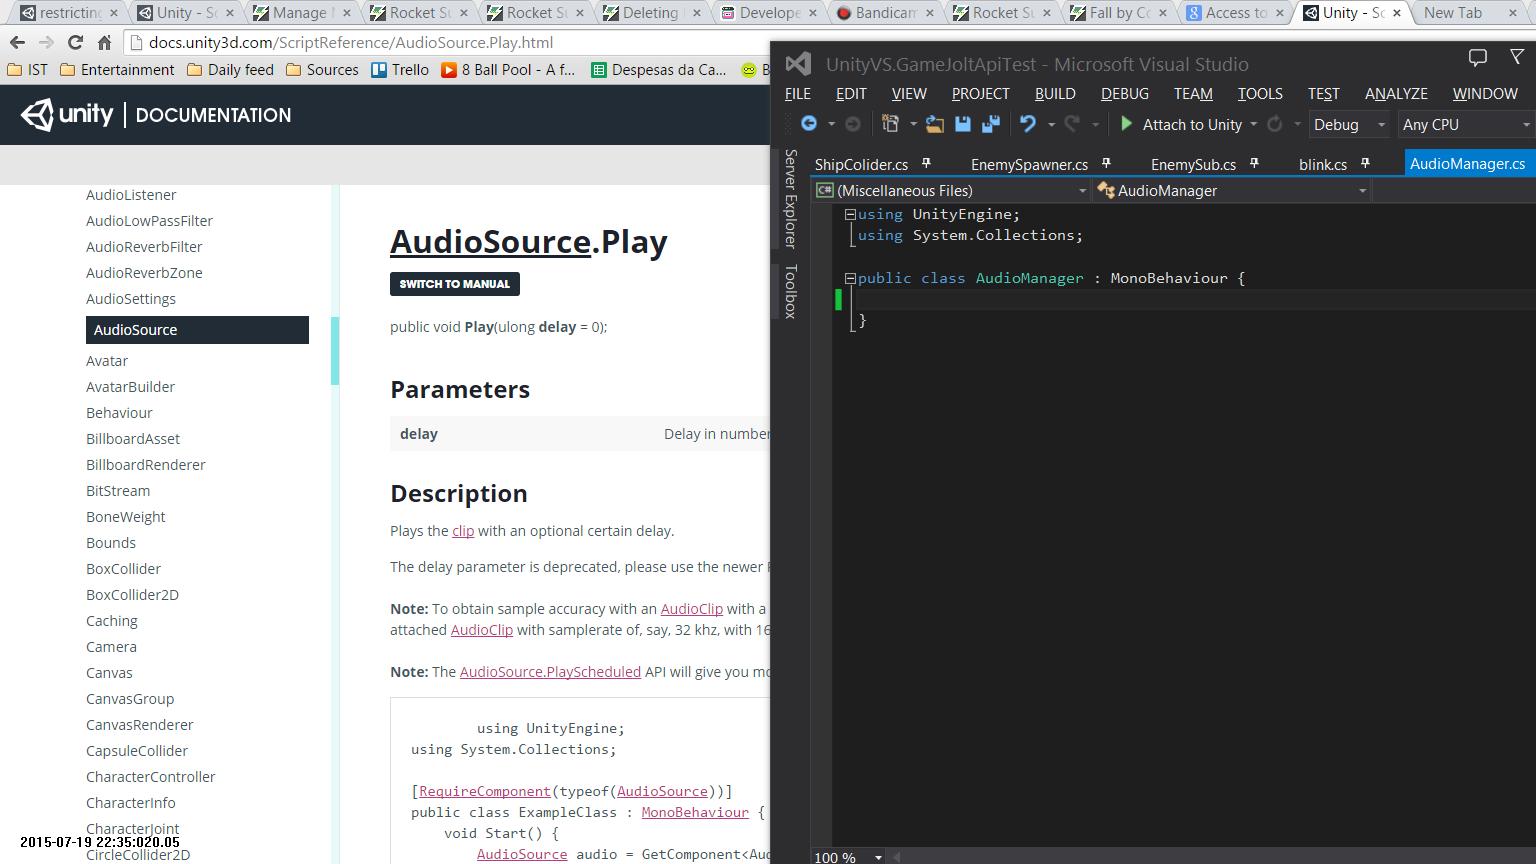 restricting
Unity - Sc
Manage
Rocket Su
Rocket Su
Deleting
Develope
Bandicam
Rocket Su
Fall by Co
Access to
Unity - Sc
New Tab
docs.unity3d.com/ScriptReference/AudioSource.Play.html
IST Entertainment Daily feed Sources Trello 8 Ball Pool - A f... Despesas da Ca... B
unity | DOCUMENTATION
AudioListener
AudioLowPassFilter
AudioReverbFilter
AudioReverbZone
AudioSettings
AudioSource
Avatar
AvatarBuilder
Behaviour
BillboardAsset
BillboardRenderer
BitStream
BoneWeight
Bounds
BoxCollider
BoxCollider2D
Caching
Camera
Canvas
CanvasGroup
CanvasRenderer
CapsuleCollider
CharacterController
CharacterInfo
CharacterJoint
CircleCollider2D
2015-07-19 22:35:020.05
AudioSource.Play
SWITCH TO MANUAL
public void Play(ulong delay = 0);
Parameters
delay Delay in number
Description
Plays the clip with an optional certain delay.
The delay parameter is deprecated, please use the newer
Note: To obtain sample accuracy with an AudioClip with a
attached AudioClip with samplerate of, say, 32 khz, with 16
Note: The AudioSource.PlayScheduled API will give you mo
using UnityEngine;
using System.Collections;
[RequireComponent(typeof(AudioSource))]
public class ExampleClass : MonoBehaviour {
void Start() {
AudioSource audio = GetComponent<Aud
UnityVS.GameJoltApiTest - Microsoft Visual Studio
FILE EDIT VIEW PROJECT BUILD DEBUG TEAM TOOLS TEST ANALYZE WINDOW
Attach to Unity Debug Any CPU
Server Explorer
Toolbox
ShipColider.cs EnemySpawner.cs EnemySub.cs blink.cs AudioManager.cs
C# (Miscellaneous Files) AudioManager
using UnityEngine;
using System.Collections;
public class AudioManager : MonoBehaviour {
}
100 %